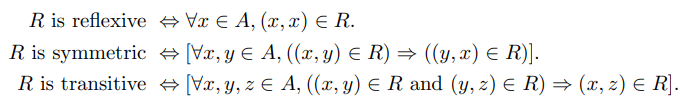 R is reflexive ⇔ ∀x ∈ A, (x, x) ∈ R.
R is symmetric ⇔ [∀x, y ∈ A, ((x, y) ∈ R) ⇒ ((y, x) ∈ R)].
R is transitive ⇔ [∀x, y, z ∈ A, ((x, y) ∈ R and (y, z) ∈ R) ⇒ (x, z) ∈ R].